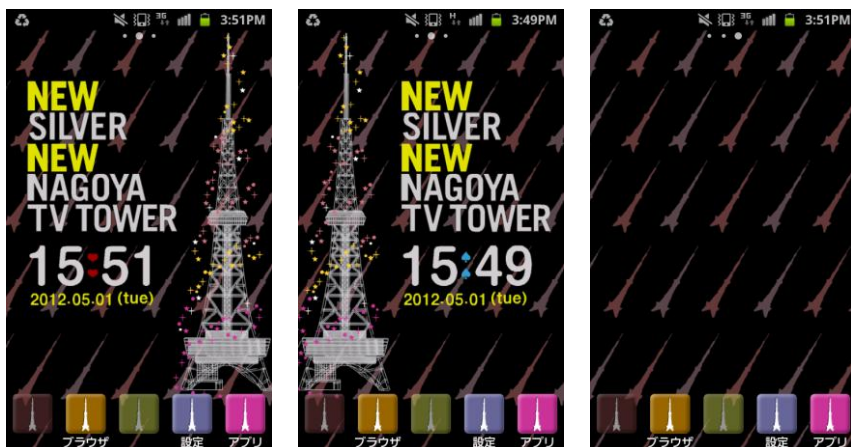 3G 3:51PM
NEW
SILVER
NEW
NAGOYA
TV TOWER
15:51
2012.05.01 (tue)
ブラウザ 設定 アプリ
H 3:49PM
NEW
SILVER
NEW
NAGOYA
TV TOWER
15:49
2012.05.01 (tue)
ブラウザ 設定 アプリ
3G 3:51PM
ブラウザ 設定 アプリ